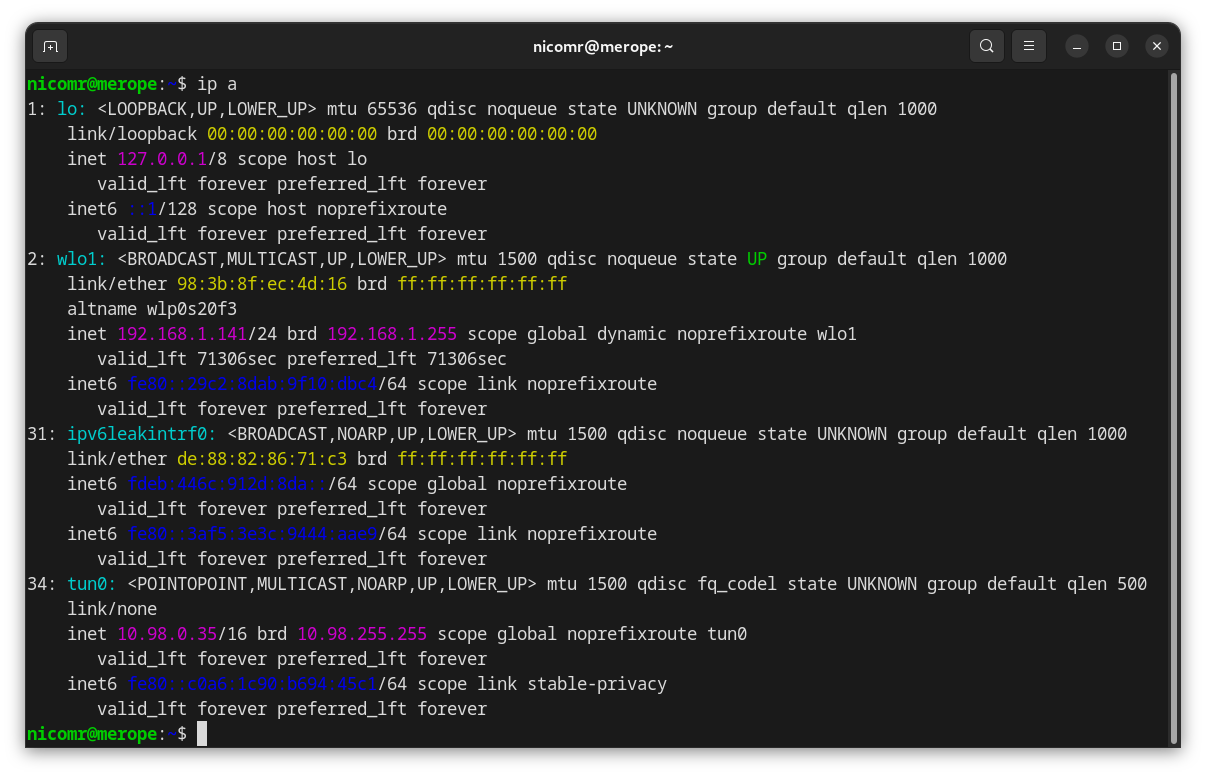 nicomr@merope: ~
nicomr@merope:~$ ip a
1: lo: <LOOPBACK,UP,LOWER_UP> mtu 65536 qdisc noqueue state UNKNOWN group default qlen 1000
    link/loopback 00:00:00:00:00:00 brd 00:00:00:00:00:00
    inet 127.0.0.1/8 scope host lo
       valid_lft forever preferred_lft forever
    inet6 ::1/128 scope host noprefixroute
       valid_lft forever preferred_lft forever
2: wlo1: <BROADCAST,MULTICAST,UP,LOWER_UP> mtu 1500 qdisc noqueue state UP group default qlen 1000
    link/ether 98:3b:8f:ec:4d:16 brd ff:ff:ff:ff:ff:ff
    altname wlp0s20f3
    inet 192.168.1.141/24 brd 192.168.1.255 scope global dynamic noprefixroute wlo1
       valid_lft 71306sec preferred_lft 71306sec
    inet6 fe80::29c2:8dab:9f10:dbc4/64 scope link noprefixroute
       valid_lft forever preferred_lft forever
31: ipv6leakintrf0: <BROADCAST,NOARP,UP,LOWER_UP> mtu 1500 qdisc noqueue state UNKNOWN group default qlen 1000
    link/ether de:88:82:86:71:c3 brd ff:ff:ff:ff:ff:ff
    inet6 fdeb:446c:912d:8da::/64 scope global noprefixroute
       valid_lft forever preferred_lft forever
    inet6 fe80::3af5:3e3c:9444:aae9/64 scope link noprefixroute
       valid_lft forever preferred_lft forever
34: tun0: <POINTOPOINT,MULTICAST,NOARP,UP,LOWER_UP> mtu 1500 qdisc fq_codel state UNKNOWN group default qlen 500
    link/none
    inet 10.98.0.35/16 brd 10.98.255.255 scope global noprefixroute tun0
       valid_lft forever preferred_lft forever
    inet6 fe80::c0a6:1c90:b694:45c1/64 scope link stable-privacy
       valid_lft forever preferred_lft forever
nicomr@merope:~$